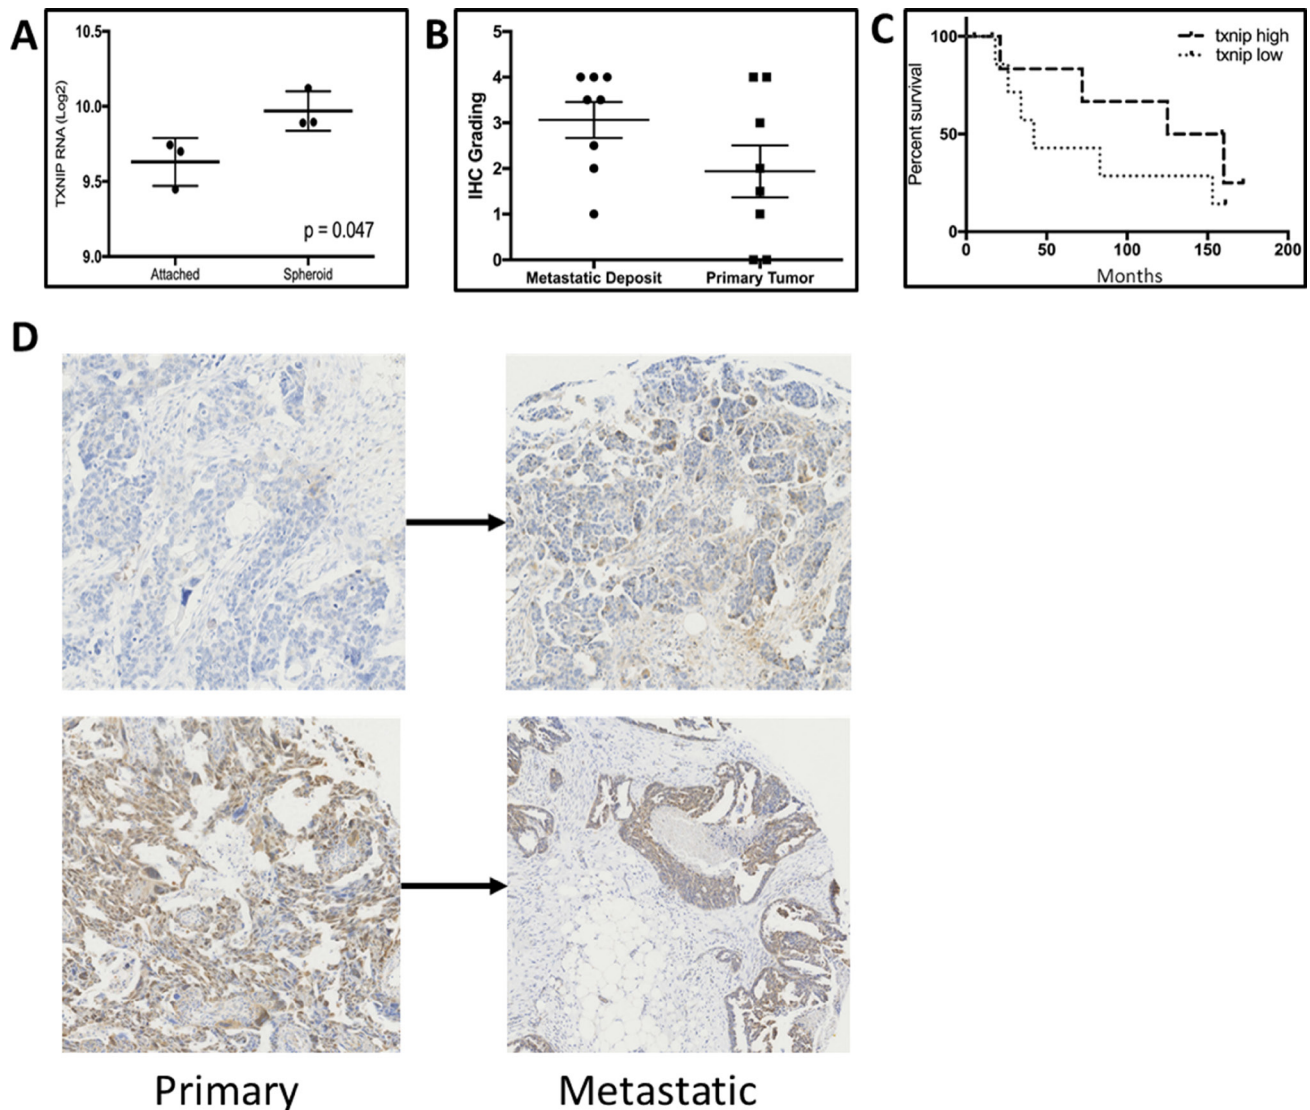 A
10.5
10.0
9.5
9.0
TXNIP RNA (Log2)
p = 0.047
Attached
Spheroid
B
5
4
3
2
1
0
IHC Grading
Metastatic Deposit
Primary Tumor
C
txnip high
txnip low
100
50
0
Percent survival
0
50
100
150
200
Months
D
Primary
Metastatic